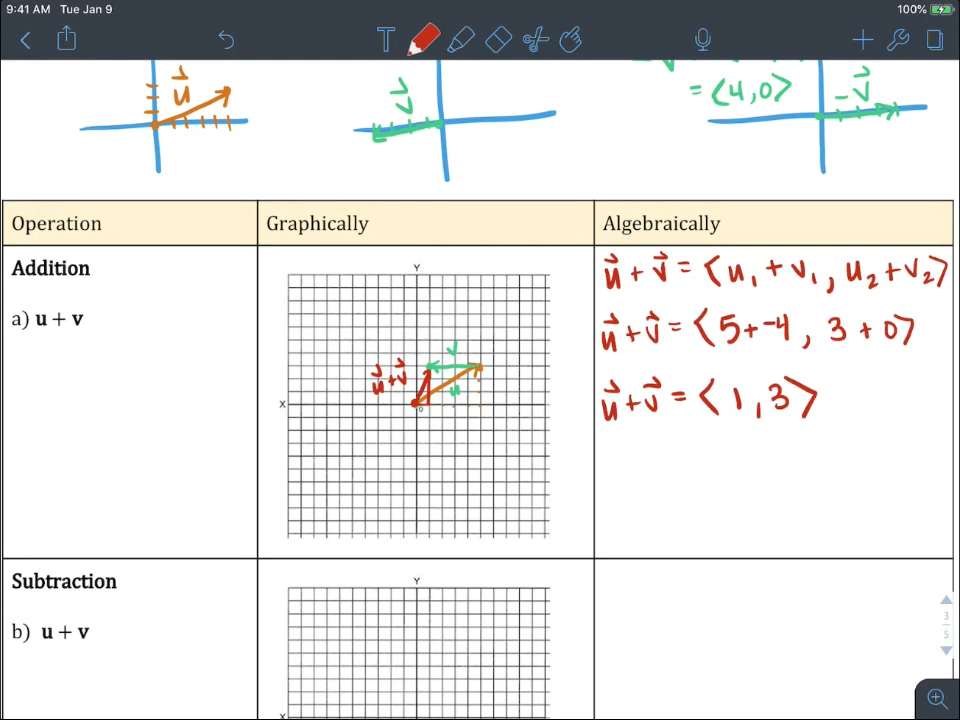 9:41 AM Tue Jan 9
100%
T
u⃗
v⃗
= ⟨4,0⟩
-v⃗
Operation
Graphically
Algebraically
Addition
a) u + v
Y
X
0
v
u
u⃗+v⃗
u⃗ + v⃗ = ⟨u₁ + v₁, u₂ + v₂⟩
u⃗ + v⃗ = ⟨5+-4, 3+0⟩
u⃗ + v⃗ = ⟨1,3⟩
Subtraction
b) u + v
Y
X
3
5